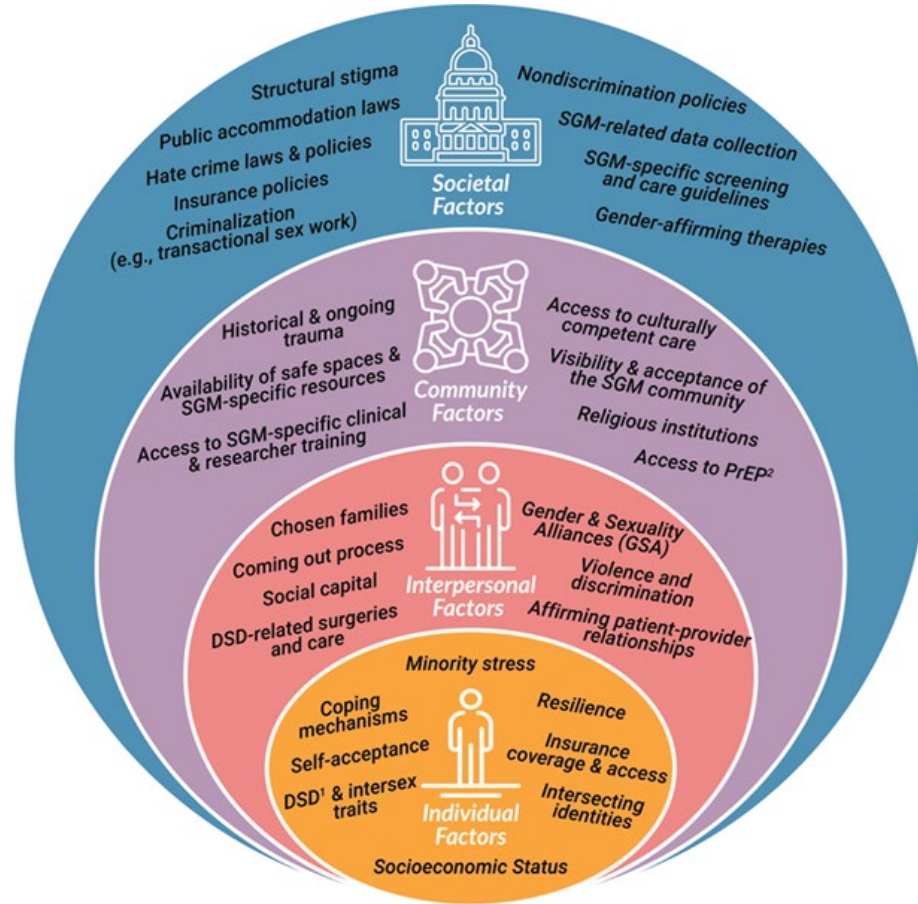 Structural stigma
Public accommodation laws
Hate crime laws & policies
Insurance policies
Criminalization
(e.g., transactional sex work)
Societal
Factors
Nondiscrimination policies
SGM-related data collection
SGM-specific screening
and care guidelines
Gender-affirming therapies
Historical & ongoing
trauma
Availability of safe spaces &
SGM-specific resources
Access to SGM-specific clinical
& researcher training
Community
Factors
Access to culturally
competent care
Visibility & acceptance of
the SGM community
Religious institutions
Access to PrEP²
Chosen families
Coming out process
Social capital
DSD-related surgeries
and care
Interpersonal
Factors
Gender & Sexuality
Alliances (GSA)
Violence and
discrimination
Affirming patient-provider
relationships
Minority stress
Coping
mechanisms
Self-acceptance
DSD¹ & intersex
traits
Individual
Factors
Resilience
Insurance
coverage & access
Intersecting
identities
Socioeconomic Status